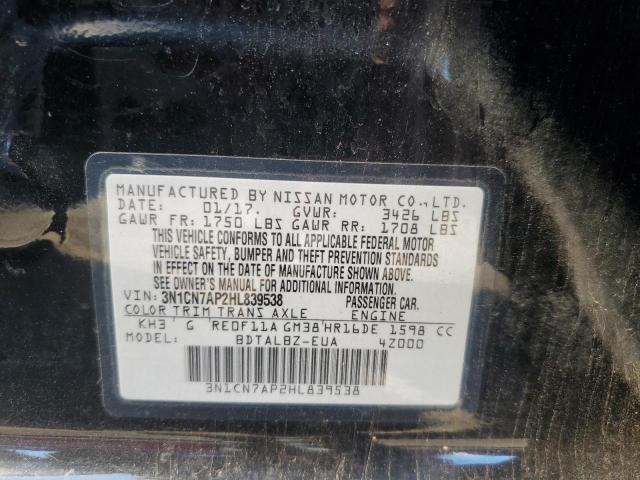 MANUFACTURED BY NISSAN MOTOR CO., LTD.
DATE: 01/17. GVWR: 3426 LBS
GAWR FR: 1750 LBS GAWR RR: 1708 LBS
THIS VEHICLE CONFORMS TO ALL APPLICABLE FEDERAL MOTOR
VEHICLE SAFETY, BUMPER AND THEFT PREVENTION STANDARDS
IN EFFECT ON THE DATE OF MANUFACTURE SHOWN ABOVE.
SEE OWNER'S MANUAL FOR ADDITIONAL INFORMATION.
VIN: 3N1CN7AP2HL839538 PASSENGER CAR.
COLOR TRIM TRANS AXLE ENGINE
KH3 G RE0F11A GM38 HR16DE 1598 CC
MODEL: BDTALBZ-EUA 4Z000
3N1CN7AP2HL839538